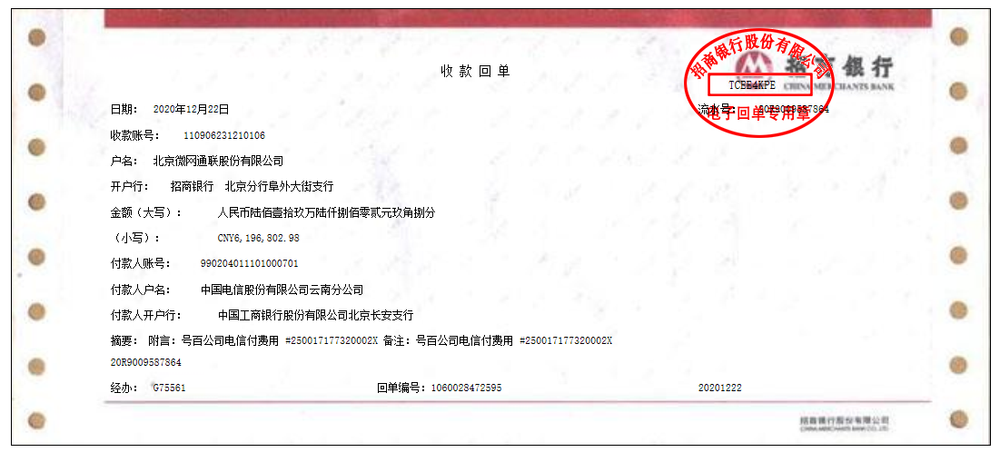 招商银行股份有限公司
招商银行
CHINA MERCHANTS BANK
收款回单
TCEE4KPE
日期： 2020年12月22日
流水号：
电子回单专用章
收款账号： 110906231210106
户名： 北京微网通联股份有限公司
开户行： 招商银行 北京分行阜外大街支行
金额（大写）： 人民币陆佰壹拾玖万陆仟捌佰零贰元玖角捌分
（小写）： CNY6,196,802.98
付款人账号： 990204011101000701
付款人户名： 中国电信股份有限公司云南分公司
付款人开户行： 中国工商银行股份有限公司北京长安支行
摘要： 附言：号百公司电信付费用 #250017177320002X 备注：号百公司电信付费用 #250017177320002X
20R9009587864
经办： G75561 回单编号：1060028472595 20201222
招商银行股份有限公司
CHINA MERCHANTS BANK CO., LTD.